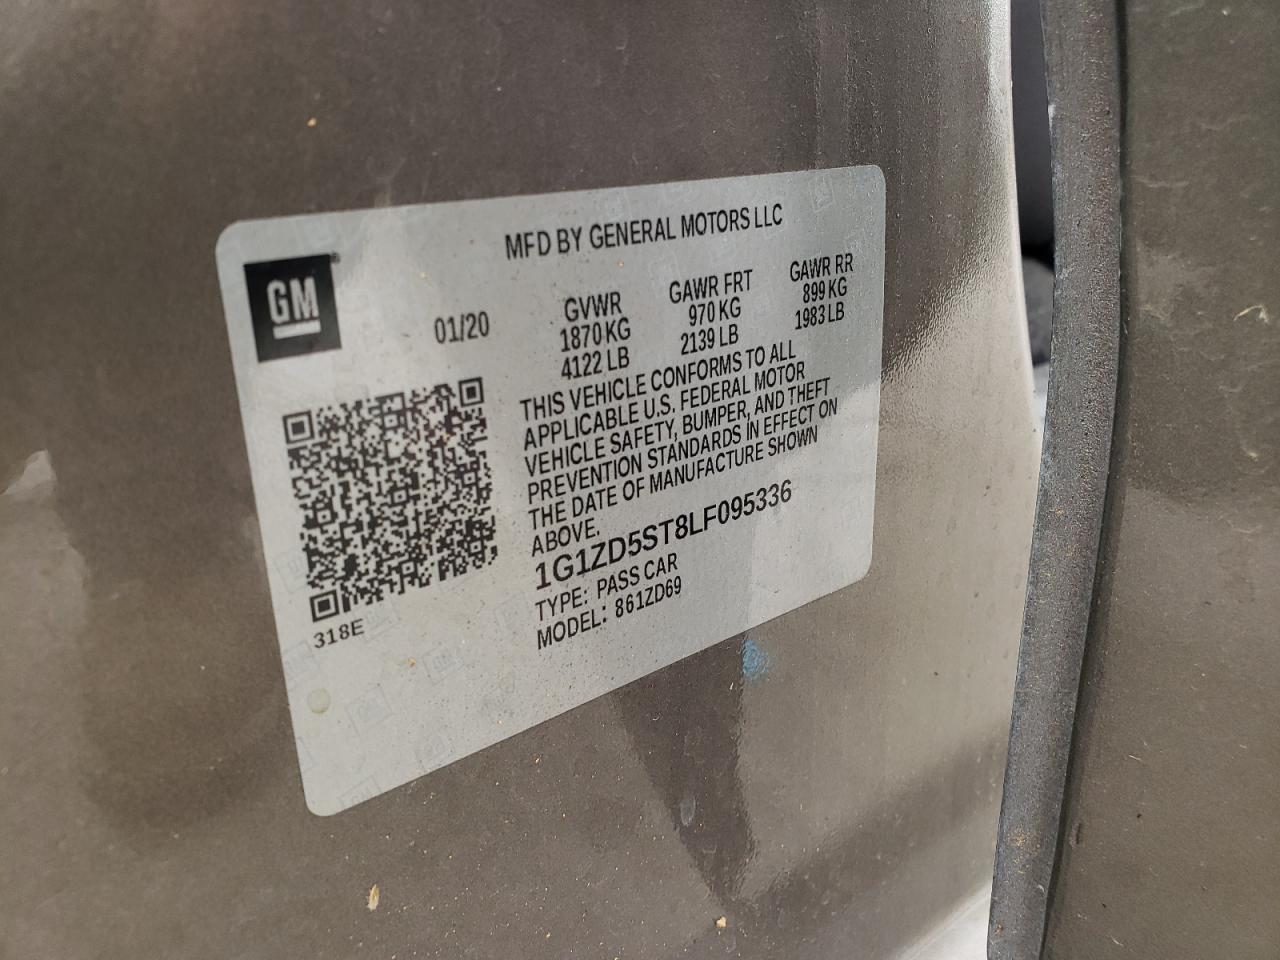 MFD BY GENERAL MOTORS LLC
GM
01/20
GVWR GAWR FRT GAWR RR
1870 KG 970 KG 899 KG
4122 LB 2139 LB 1983 LB
THIS VEHICLE CONFORMS TO ALL
APPLICABLE U.S. FEDERAL MOTOR
VEHICLE SAFETY, BUMPER, AND THEFT
PREVENTION STANDARDS IN EFFECT ON
THE DATE OF MANUFACTURE SHOWN
ABOVE.
1G1ZD5ST8LF095336
TYPE: PASS CAR
MODEL: 861ZD69
318E